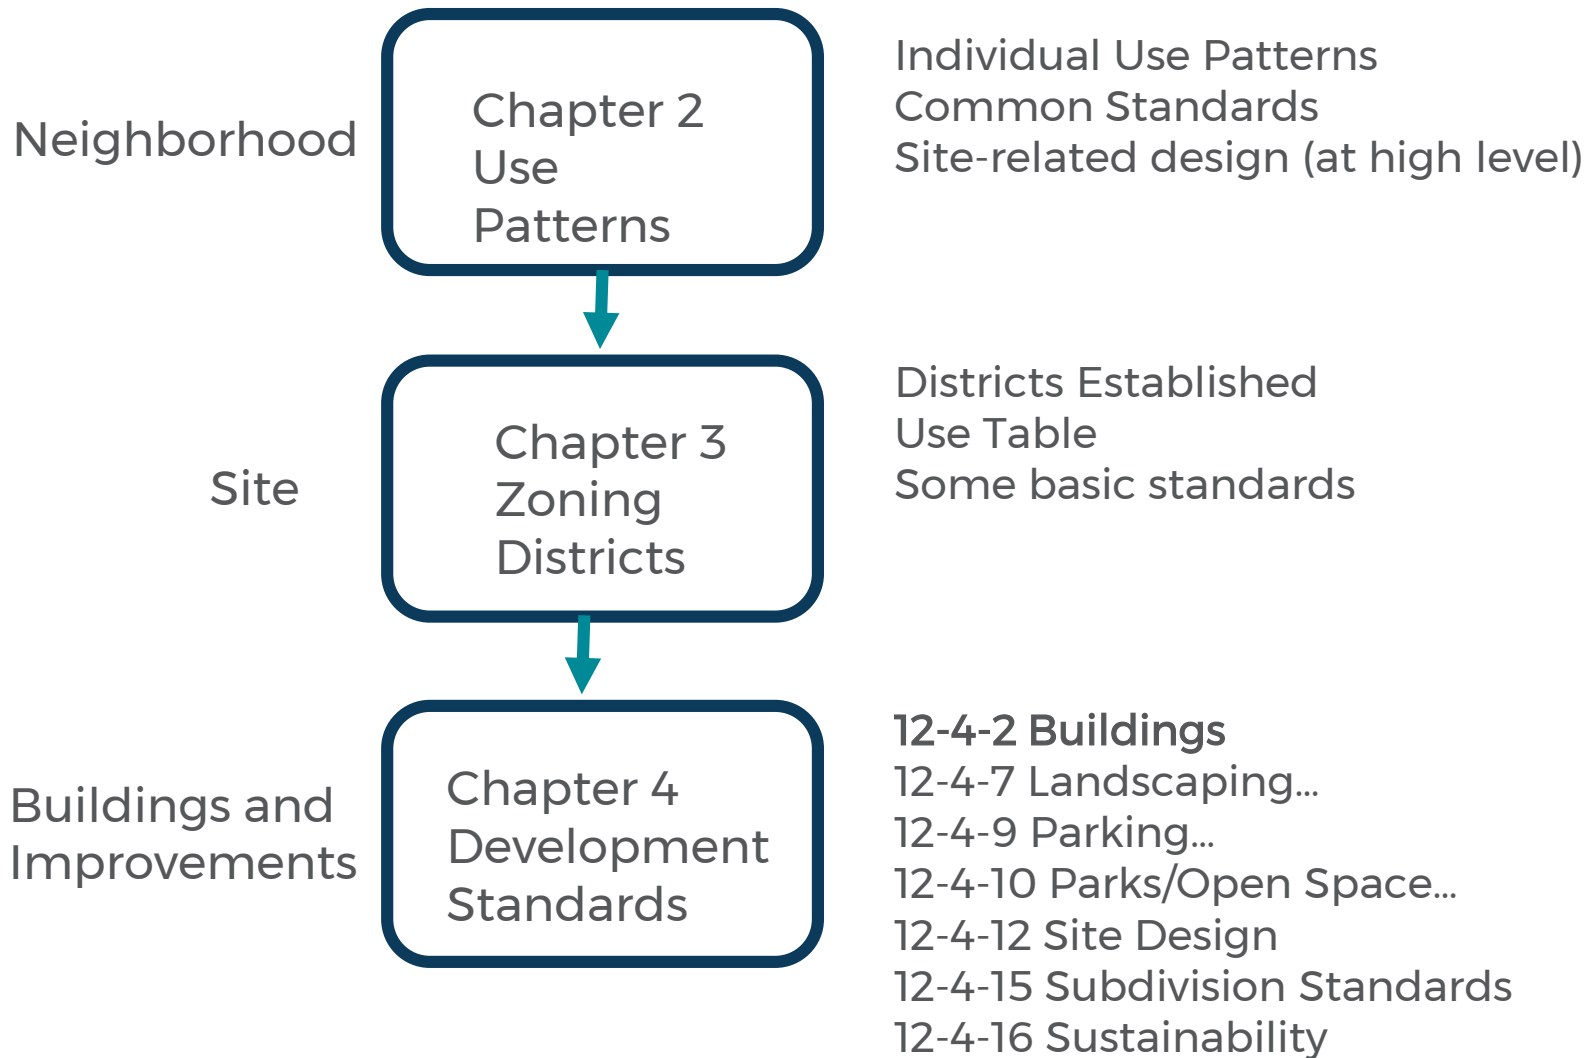 Neighborhood
Chapter 2
Use
Patterns
Individual Use Patterns
Common Standards
Site-related design (at high level)
Site
Chapter 3
Zoning
Districts
Districts Established
Use Table
Some basic standards
Buildings and
Improvements
Chapter 4
Development
Standards
12-4-2 Buildings
12-4-7 Landscaping...
12-4-9 Parking...
12-4-10 Parks/Open Space...
12-4-12 Site Design
12-4-15 Subdivision Standards
12-4-16 Sustainability